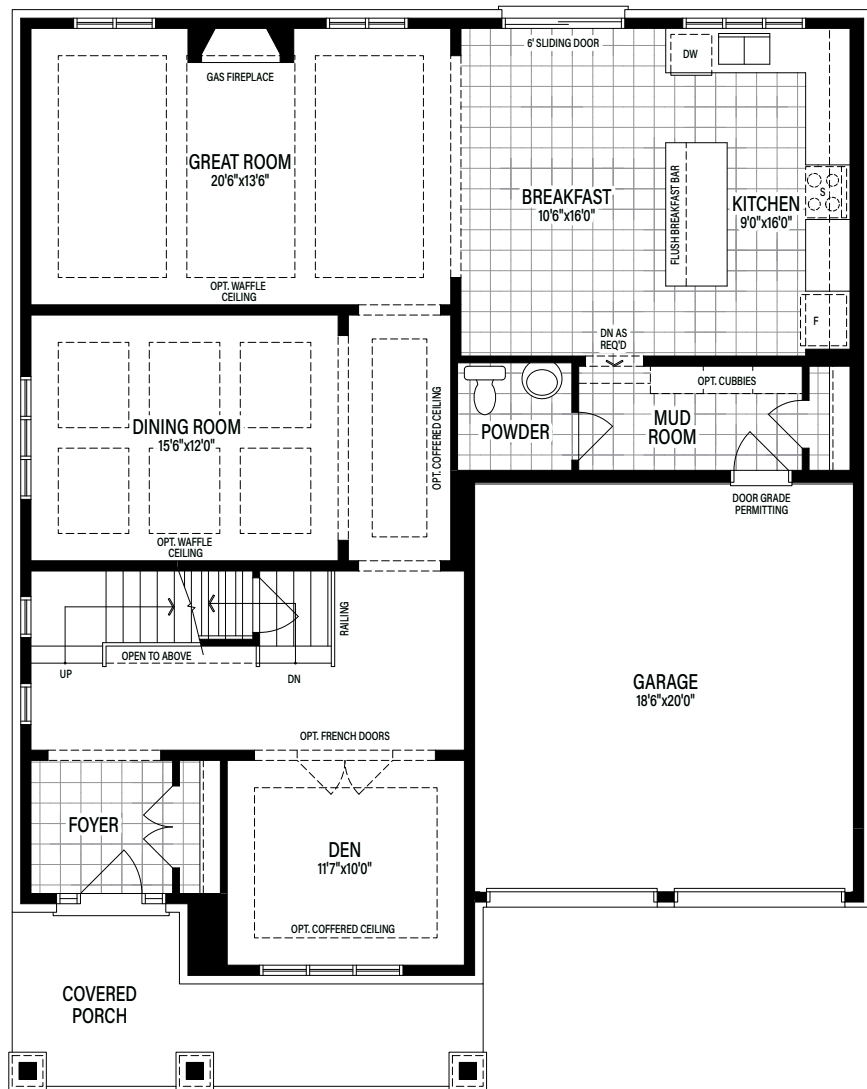 6' SLIDING DOOR
DW
GAS FIREPLACE
GREAT ROOM
20'6"x13'6"
BREAKFAST
10'6"x16'0"
FLUSH BREAKFAST BAR
KITCHEN
9'0"x16'0"
S
OPT. WAFFLE
CEILING
F
DN AS
REQ'D
OPT. CUBBIES
DINING ROOM
15'6"x12'0"
OPT. COFFERED CEILING
POWDER
MUD
ROOM
OPT. WAFFLE
CEILING
DOOR GRADE
PERMITTING
RAILING
OPEN TO ABOVE
UP
DN
GARAGE
18'6"x20'0"
OPT. FRENCH DOORS
FOYER
DEN
11'7"x10'0"
OPT. COFFERED CEILING
COVERED
PORCH